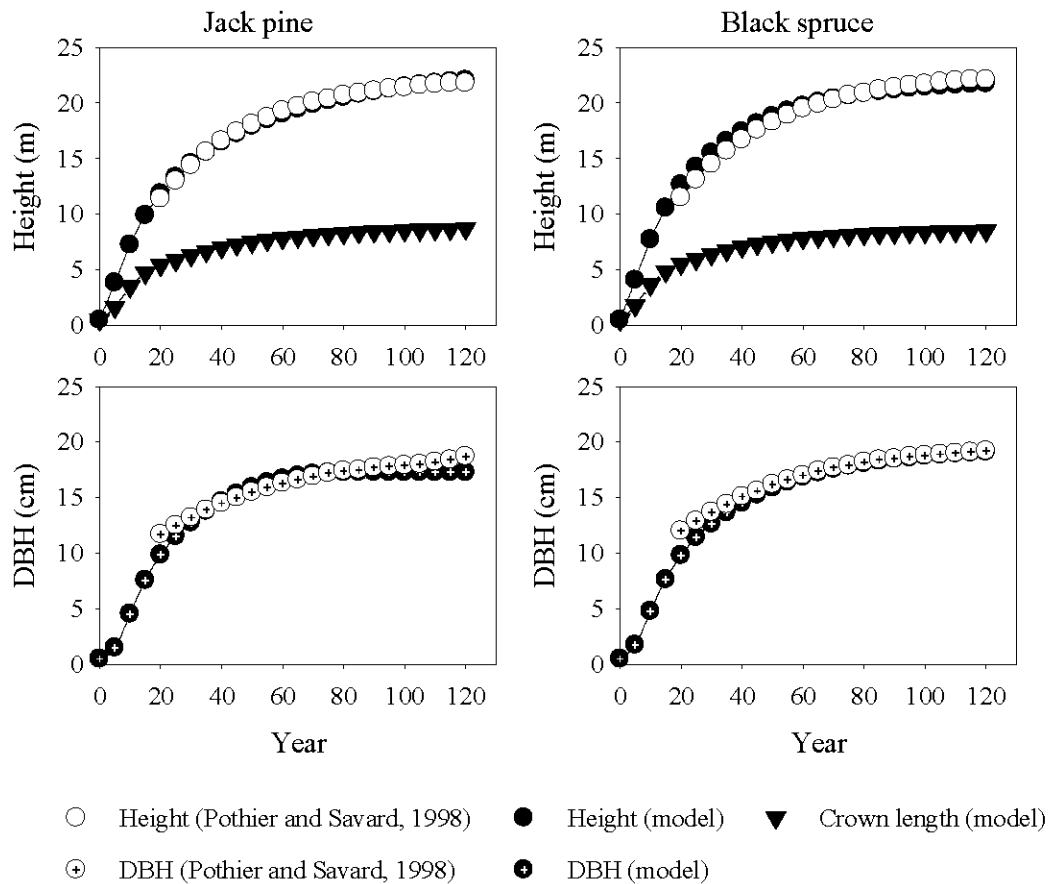 Jack pine
Black spruce
Height (m)
25
20
15
10
5
0
0 20 40 60 80 100 120
Height (m)
25
20
15
10
5
0
0 20 40 60 80 100 120
DBH (cm)
25
20
15
10
5
0
0 20 40 60 80 100 120
Year
DBH (cm)
25
20
15
10
5
0
0 20 40 60 80 100 120
Year
Height (Pothier and Savard, 1998)
Height (model)
Crown length (model)
DBH (Pothier and Savard, 1998)
DBH (model)